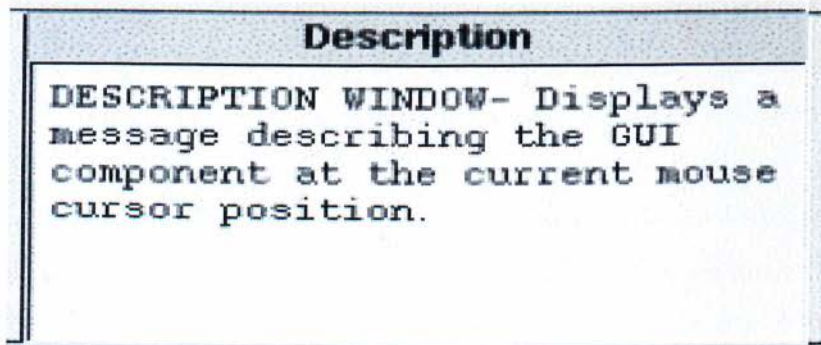 Description
DESCRIPTION WINDOW- Displays a
message describing the GUI
component at the current mouse
cursor position.